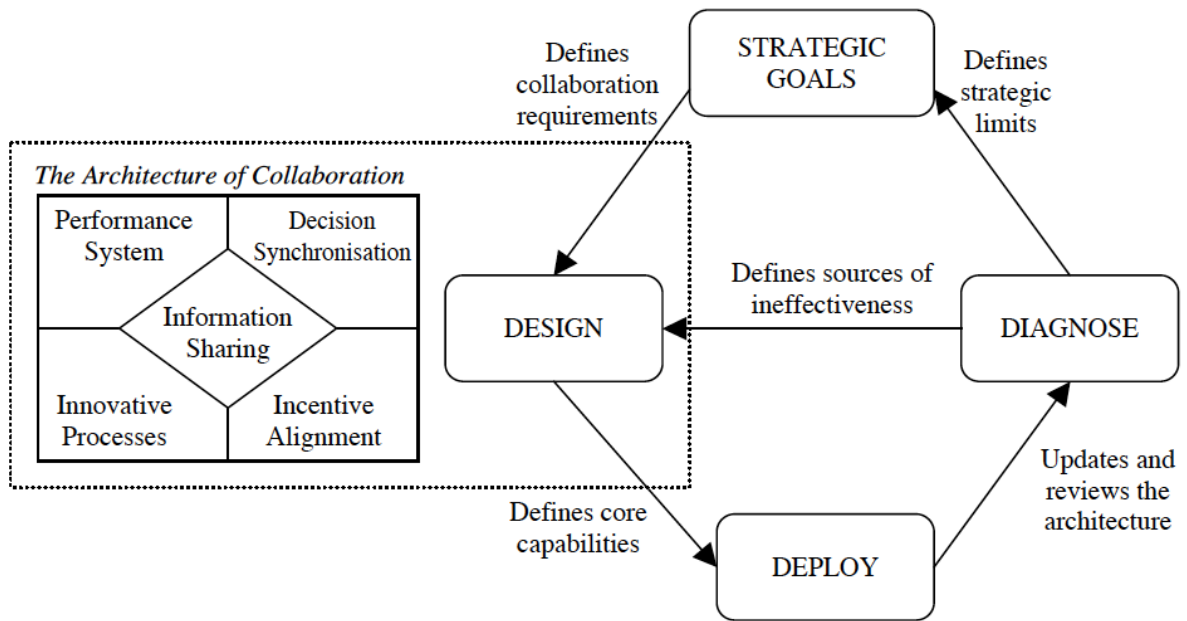 STRATEGIC
GOALS
Defines
collaboration
requirements
Defines
strategic
limits
The Architecture of Collaboration
Performance
System
Decision
Synchronisation
Information
Sharing
Innovative
Processes
Incentive
Alignment
DESIGN
Defines sources of
ineffectiveness
DIAGNOSE
Defines core
capabilities
DEPLOY
Updates and
reviews the
architecture